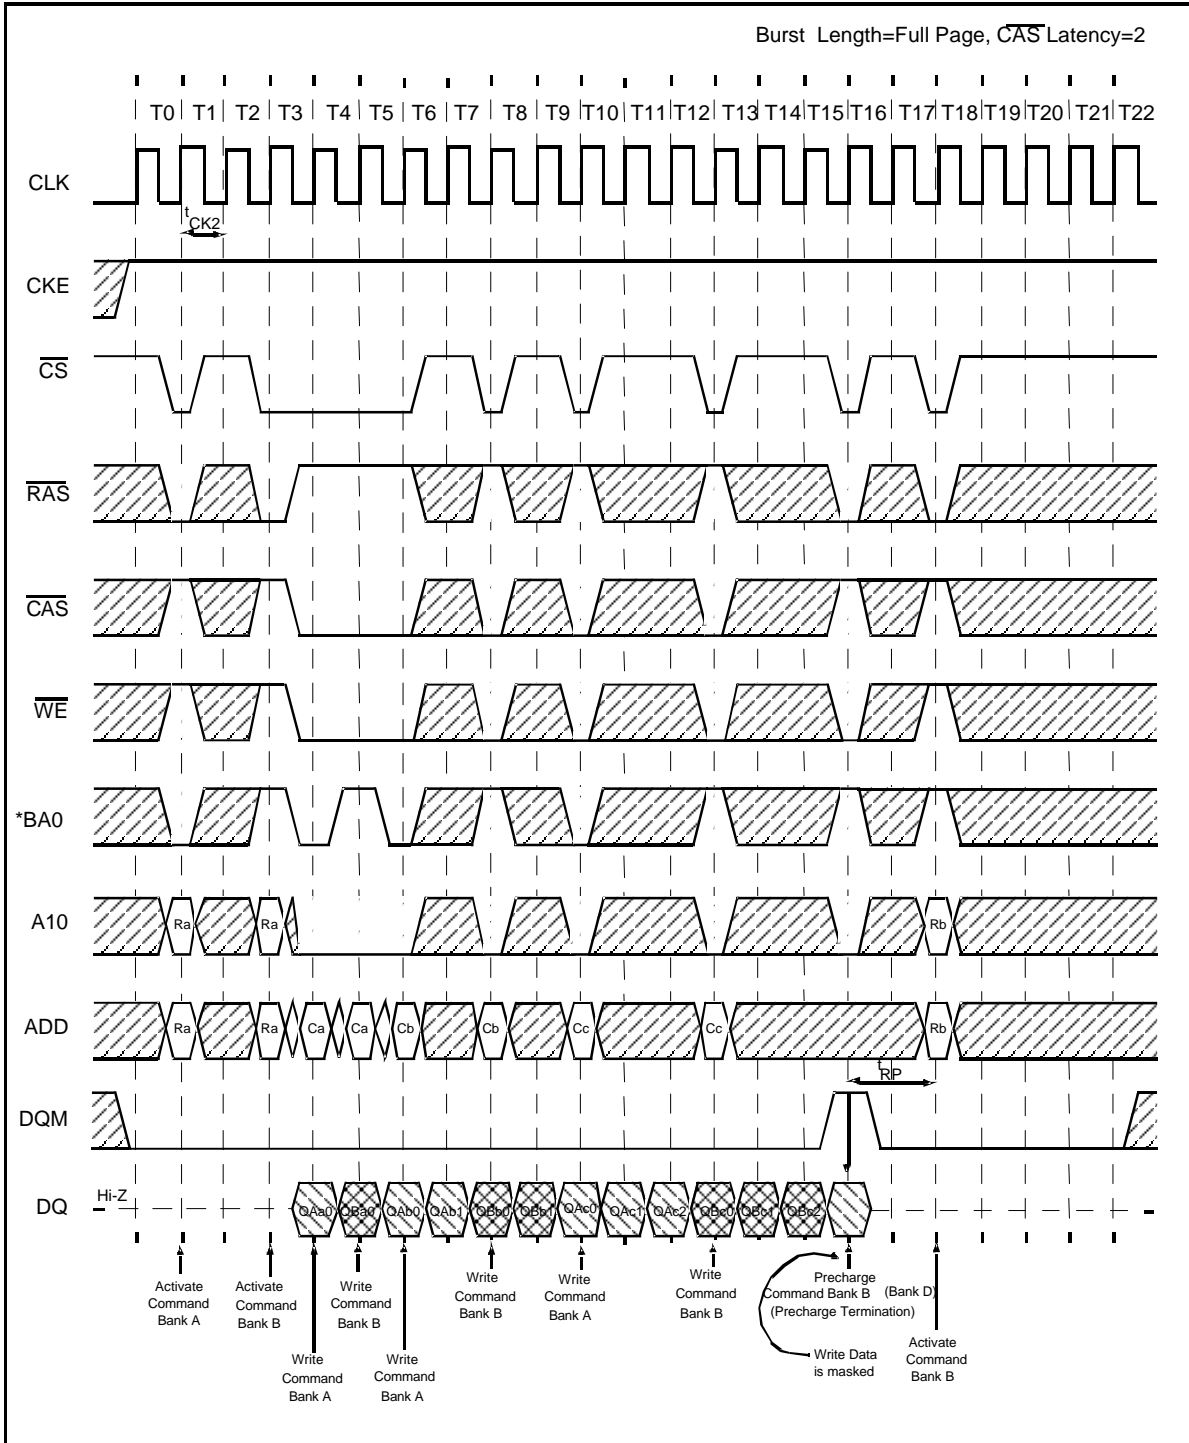 Burst Length=Full Page, CAS Latency=2
T0 T1 T2 T3 T4 T5 T6 T7 T8 T9 T10 T11 T12 T13 T14 T15 T16 T17 T18 T19 T20 T21 T22
CLK
tCK2
CKE
CS
RAS
CAS
WE
*BA0
A10
Ra Ra Rb
ADD
Ra Ra Ca Ca Cb Cb Cc Cc Rb
tRP
DQM
Hi-Z
DQ
QAa0 QBa0 QAb0 QAb1 QBb0 QBb1 QAc0 QAc1 QAc2 QBc0 QBc1 QBc2
Activate
Command
Bank A
Activate
Command
Bank B
Write
Command
Bank A
Write
Command
Bank B
Write
Command
Bank A
Write
Command
Bank B
Write
Command
Bank A
Write
Command
Bank B
Precharge
Command Bank B (Bank D)
(Precharge Termination)
Write Data
is masked
Activate
Command
Bank B